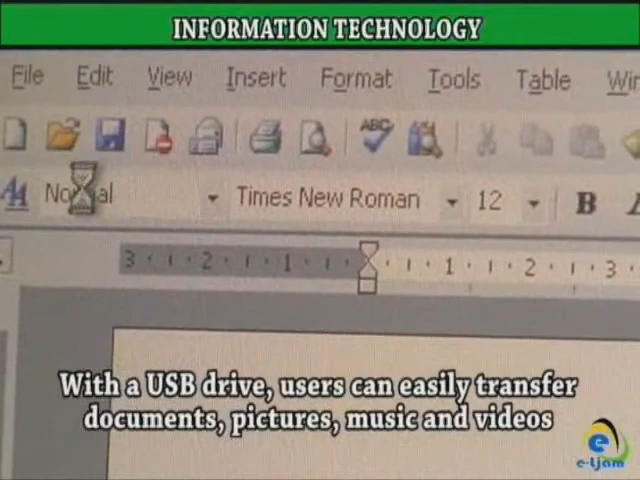 INFORMATION TECHNOLOGY
File Edit View Insert Format Tools Table
ABC
Times New Roman 12 B
3 2 1 1 2 3
With a USB drive, users can easily transfer
documents, pictures, music and videos
e
e-tjam